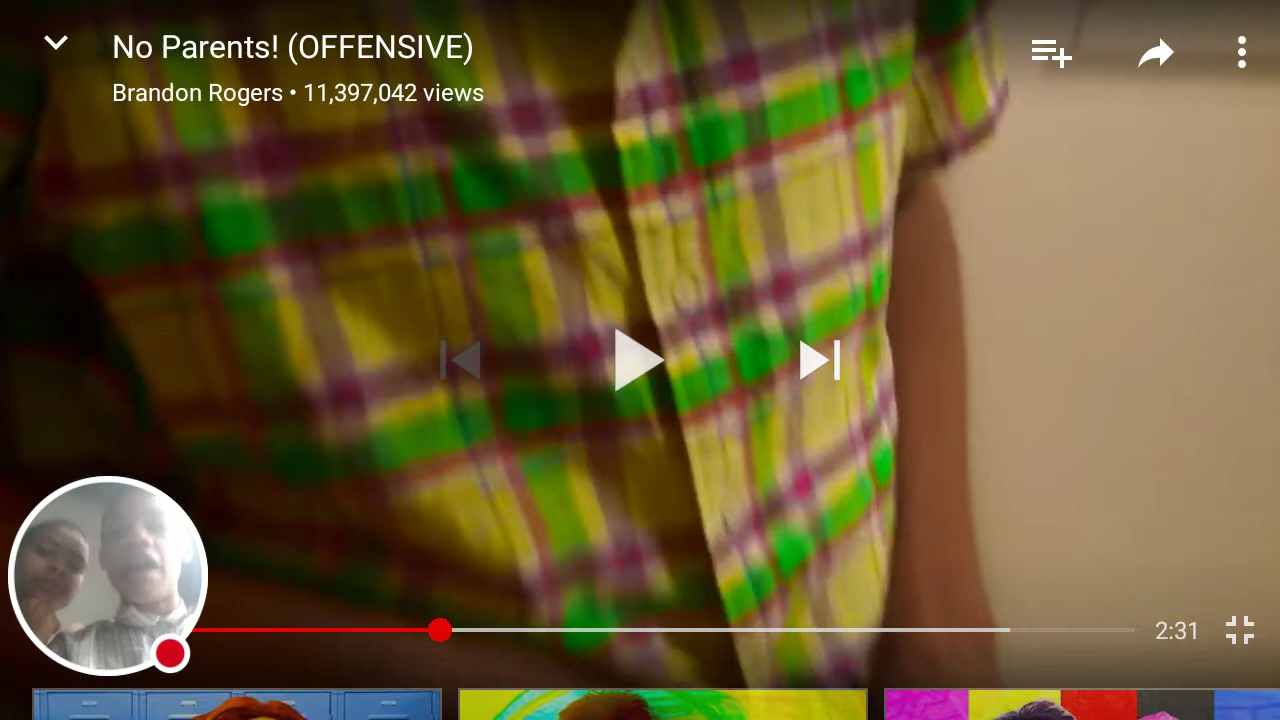 No Parents! (OFFENSIVE)
Brandon Rogers • 11,397,042 views
2:31